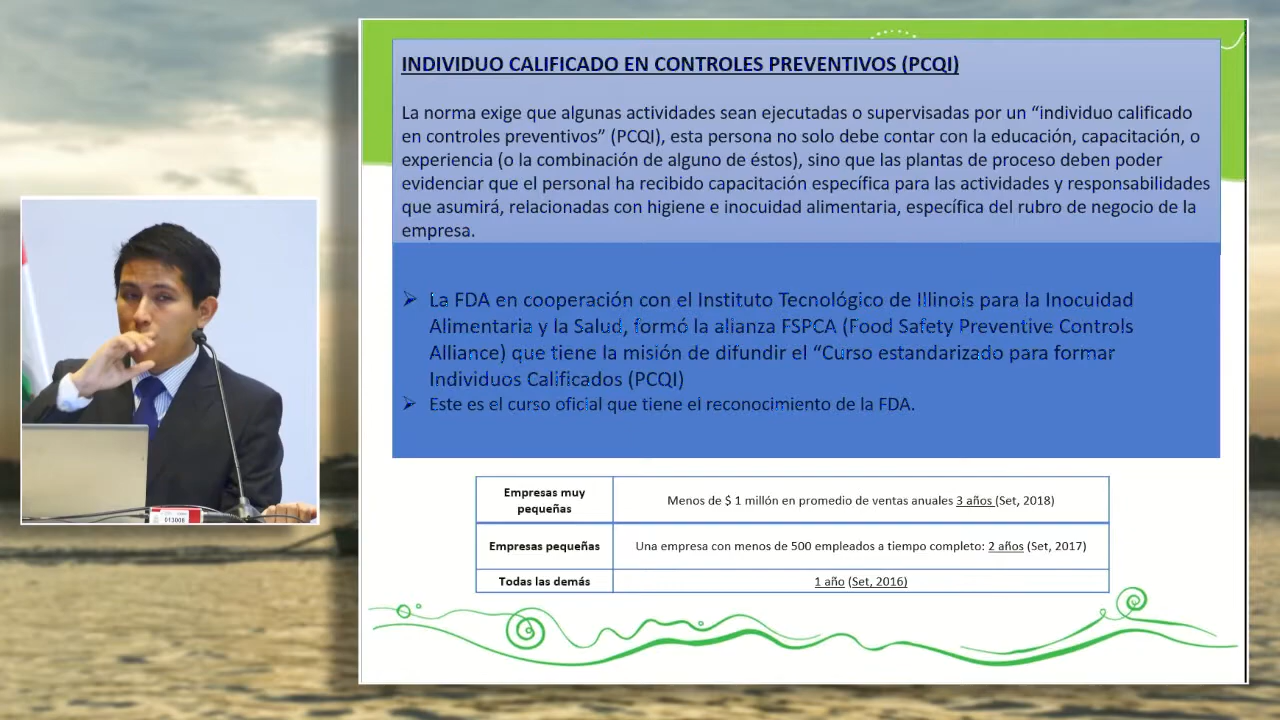 INDIVIDUO CALIFICADO EN CONTROLES PREVENTIVOS (PCQI)
La norma exige que algunas actividades sean ejecutadas o supervisadas por un “individuo calificado
en controles preventivos” (PCQI), esta persona no solo debe contar con la educación, capacitación, o
experiencia (o la combinación de alguno de éstos), sino que las plantas de proceso deben poder
evidenciar que el personal ha recibido capacitación específica para las actividades y responsabilidades
que asumirá, relacionadas con higiene e inocuidad alimentaria, específica del rubro de negocio de la
empresa.
➢ La FDA en cooperación con el Instituto Tecnológico de Illinois para la Inocuidad
Alimentaria y la Salud, formó la alianza FSPCA (Food Safety Preventive Controls
Alliance) que tiene la misión de difundir el “Curso estandarizado para formar
Individuos Calificados (PCQI)
➢ Este es el curso oficial que tiene el reconocimiento de la FDA.
Empresas muy pequeñas
Menos de $ 1 millón en promedio de ventas anuales 3 años (Set, 2018)
Empresas pequeñas
Una empresa con menos de 500 empleados a tiempo completo: 2 años (Set, 2017)
Todas las demás
1 año (Set, 2016)
013006